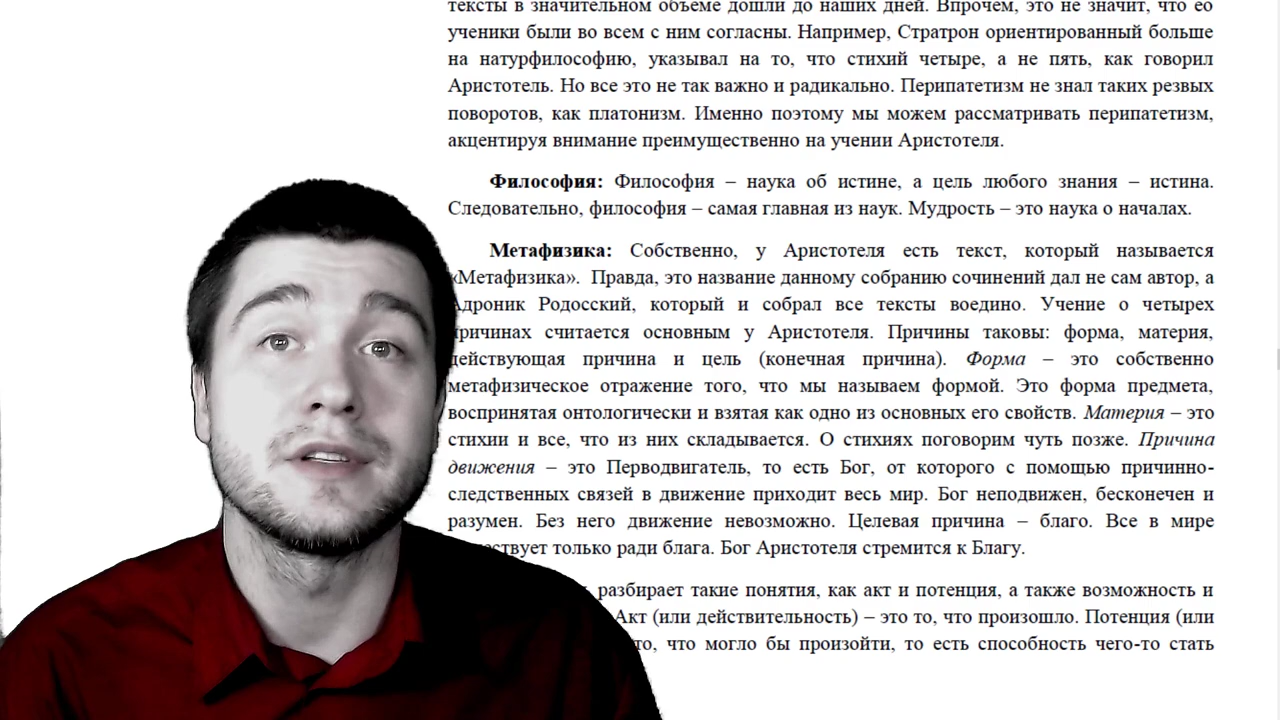 тексты в значительном объеме дошли до наших дней. Впрочем, это не значит, что ео
ученики были во всем с ним согласны. Например, Стратрон ориентированный больше
на натурфилософию, указывал на то, что стихий четыре, а не пять, как говорил
Аристотель. Но все это не так важно и радикально. Перипатетизм не знал таких резвых
поворотов, как платонизм. Именно поэтому мы можем рассматривать перипатетизм,
акцентируя внимание преимущественно на учении Аристотеля.
Философия: Философия – наука об истине, а цель любого знания – истина.
Следовательно, философия – самая главная из наук. Мудрость – это наука о началах.
Метафизика: Собственно, у Аристотеля есть текст, который называется
«Метафизика». Правда, это название данному собранию сочинений дал не сам автор, а
Адроник Родосский, который и собрал все тексты воедино. Учение о четырех
причинах считается основным у Аристотеля. Причины таковы: форма, материя,
действующая причина и цель (конечная причина). Форма – это собственно
метафизическое отражение того, что мы называем формой. Это форма предмета,
воспринятая онтологически и взятая как одно из основных его свойств. Материя – это
стихии и все, что из них складывается. О стихиях поговорим чуть позже. Причина
движения – это Перводвигатель, то есть Бог, от которого с помощью причинно-
следственных связей в движение приходит весь мир. Бог неподвижен, бесконечен и
разумен. Без него движение невозможно. Целевая причина – благо. Все в мире
только ради блага. Бог Аристотеля стремится к Благу.
разбирает такие понятия, как акт и потенция, а также возможность и
Акт (или действительность) – это то, что произошло. Потенция (или
то, что могло бы произойти, то есть способность чего-то стать